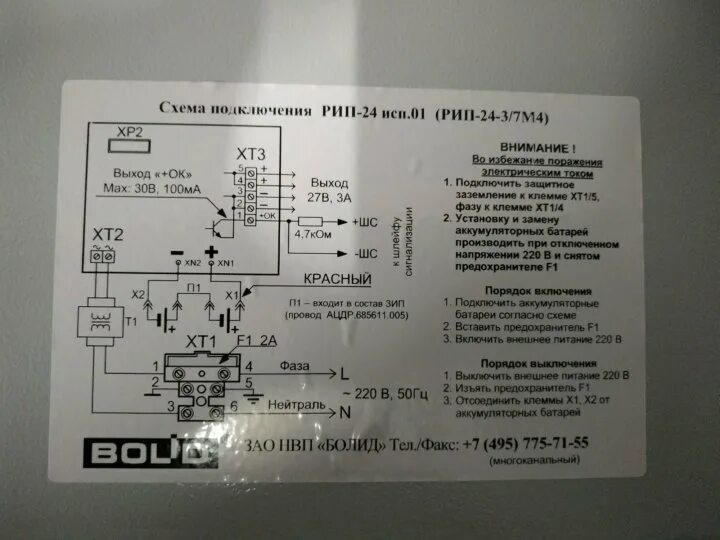 Схема подключения РИП-24 исп.01 (РИП-24-3/7М4)
XP2
XT3
Выход «+ОК»
Max: 30В, 100мА
5 +
4 +
3 –
2 –
1 +ОК
Выход
27В, 3А
4,7кОм
+ШС
-ШС
к шлейфу
сигнализации
XT2
~ ~
– +
XN2 XN1
КРАСНЫЙ
X2 П1 X1
П1 – входит в состав ЗИП
(провод АЦДР.685611.005)
T1
XT1
F1 2А
1 4 Фаза L
2 5
~ 220 В, 50Гц
3 6 Нейтраль N
ВНИМАНИЕ !
Во избежание поражения
электрическим током
1. Подключить защитное
заземление к клемме XT1/5,
фазу к клемме XT1/4
2. Установку и замену
аккумуляторных батарей
производить при отключенном
напряжении 220 В и снятом
предохранителе F1
Порядок включения
1. Подключить аккумуляторные
батареи согласно схеме
2. Вставить предохранитель F1
3. Включить внешнее питание 220 В
Порядок выключения
1. Выключить внешнее питание 220 В
2. Изъять предохранитель F1
3. Отсоединить клеммы X1, X2 от
аккумуляторных батарей
BOLID
ЗАО НВП «БОЛИД» Тел./Факс: +7 (495) 775-71-55
(многоканальный)